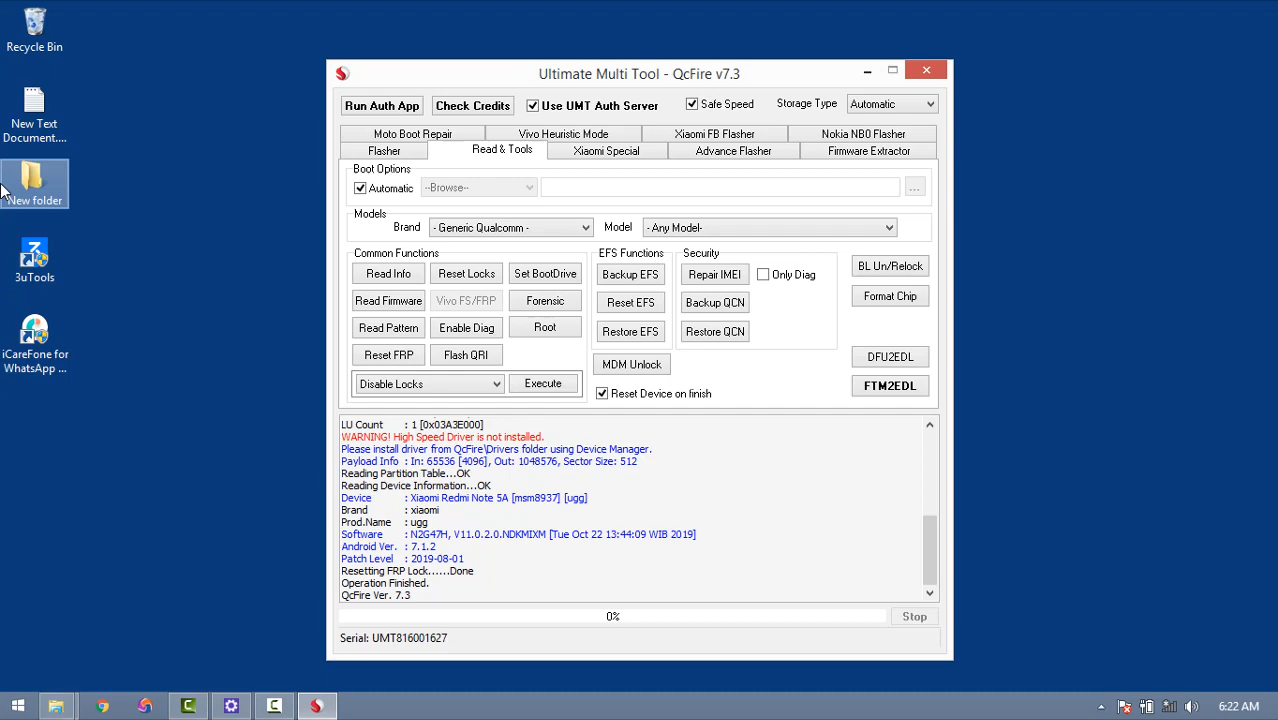 Recycle Bin
New Text
Document....
New folder
3uTools
iCareFone for
WhatsApp ...
Ultimate Multi Tool - QcFire v7.3
Run Auth App
Check Credits
Use UMT Auth Server
Safe Speed
Storage Type
Automatic
Moto Boot Repair
Vivo Heuristic Mode
Xiaomi FB Flasher
Nokia NB0 Flasher
Flasher
Read & Tools
Xiaomi Special
Advance Flasher
Firmware Extractor
Boot Options
Automatic
--Browse--
...
Models
Brand
- Generic Qualcomm -
Model
- Any Model-
Common Functions
Read Info
Reset Locks
Set BootDrive
Read Firmware
Vivo FS/FRP
Forensic
Read Pattern
Enable Diag
Root
Reset FRP
Flash QRI
Disable Locks
Execute
EFS Functions
Backup EFS
Reset EFS
Restore EFS
MDM Unlock
Reset Device on finish
Security
Repair IMEI
Only Diag
Backup QCN
Restore QCN
BL Un/Relock
Format Chip
DFU2EDL
FTM2EDL
LU Count : 1 [0x03A3E000]
WARNING! High Speed Driver is not installed.
Please install driver from QcFire\Drivers folder using Device Manager.
Payload Info : In: 65536 [4096], Out: 1048576, Sector Size: 512
Reading Partition Table...OK
Reading Device Information...OK
Device : Xiaomi Redmi Note 5A [msm8937] [ugg]
Brand : xiaomi
Prod.Name : ugg
Software : N2G47H, V11.0.2.0.NDKMIXM [Tue Oct 22 13:44:09 WIB 2019]
Android Ver. : 7.1.2
Patch Level : 2019-08-01
Resetting FRP Lock......Done
Operation Finished.
QcFire Ver. 7.3
0%
Stop
Serial: UMT816001627
6:22 AM